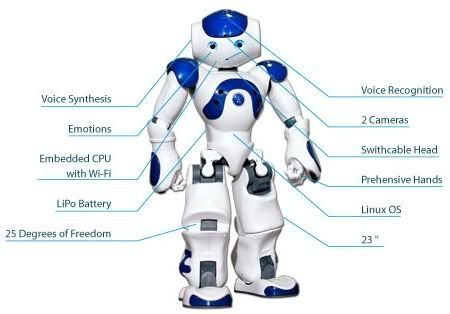 Voice Synthesis
Emotions
Embedded CPU
with Wi-Fi
LiPo Battery
25 Degrees of Freedom
Voice Recognition
2 Cameras
Swithcable Head
Prehensive Hands
Linux OS
23 "